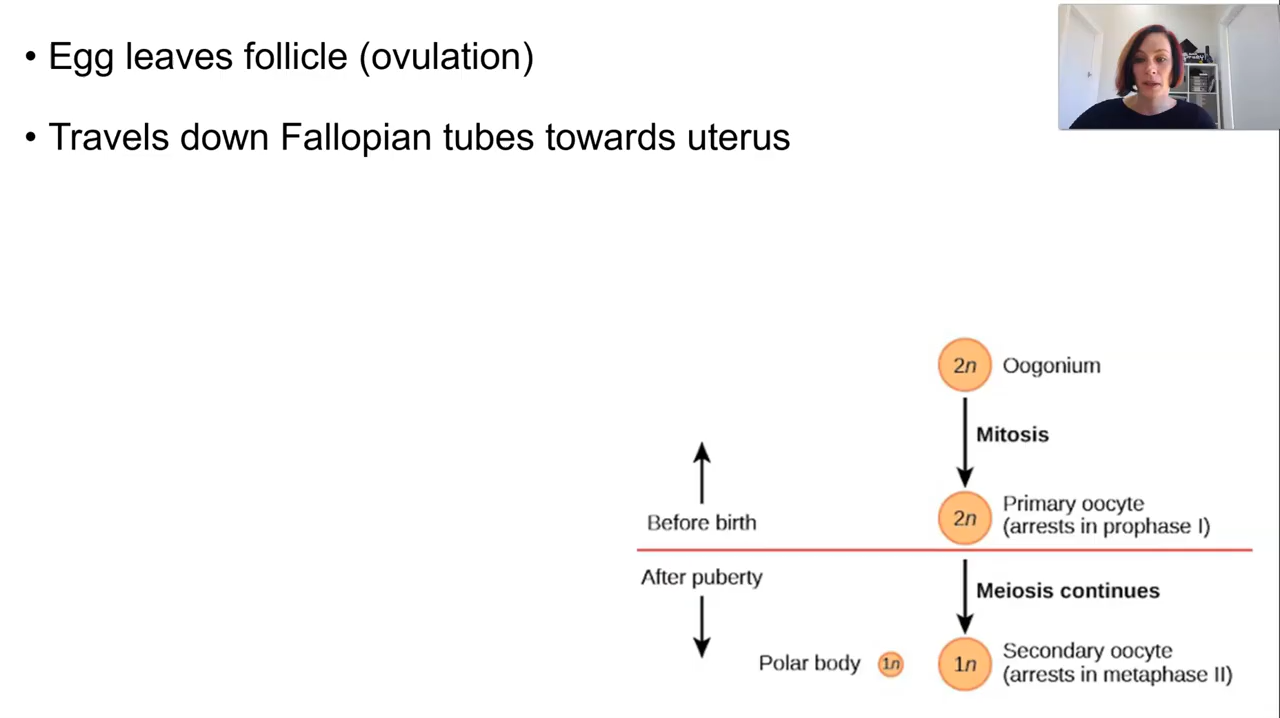 • Egg leaves follicle (ovulation)
• Travels down Fallopian tubes towards uterus
2n Oogonium
Mitosis
Before birth
2n Primary oocyte
(arrests in prophase I)
After puberty
Meiosis continues
Polar body 1n
1n Secondary oocyte
(arrests in metaphase II)